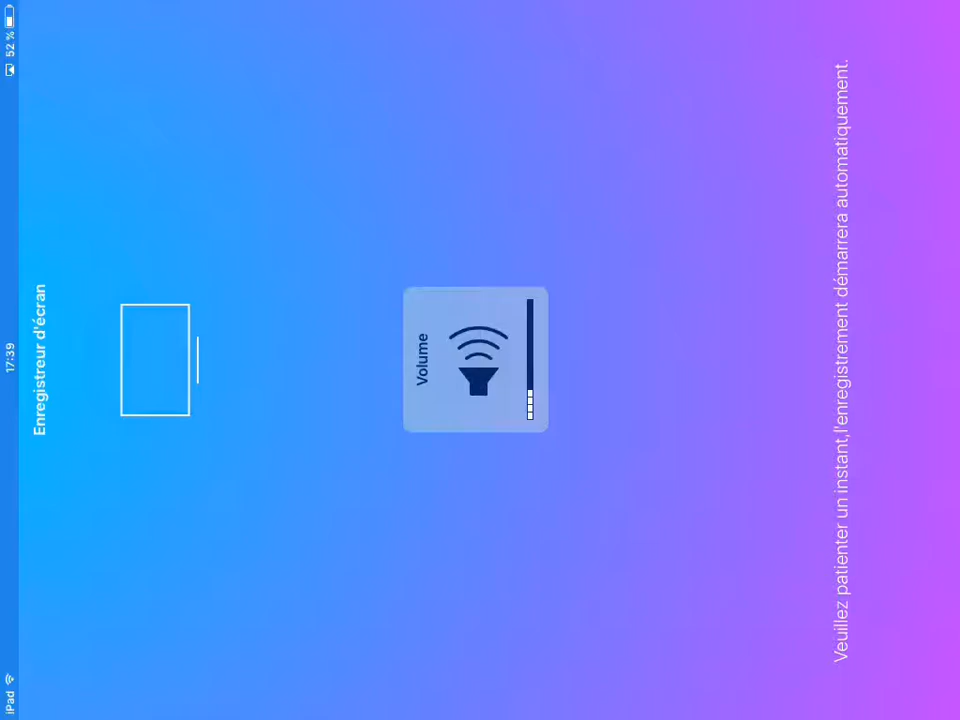 iPad 17:39 52 %
Enregistreur d'écran
Volume
Veuillez patienter un instant,l'enregistrement démarrera automatiquement.